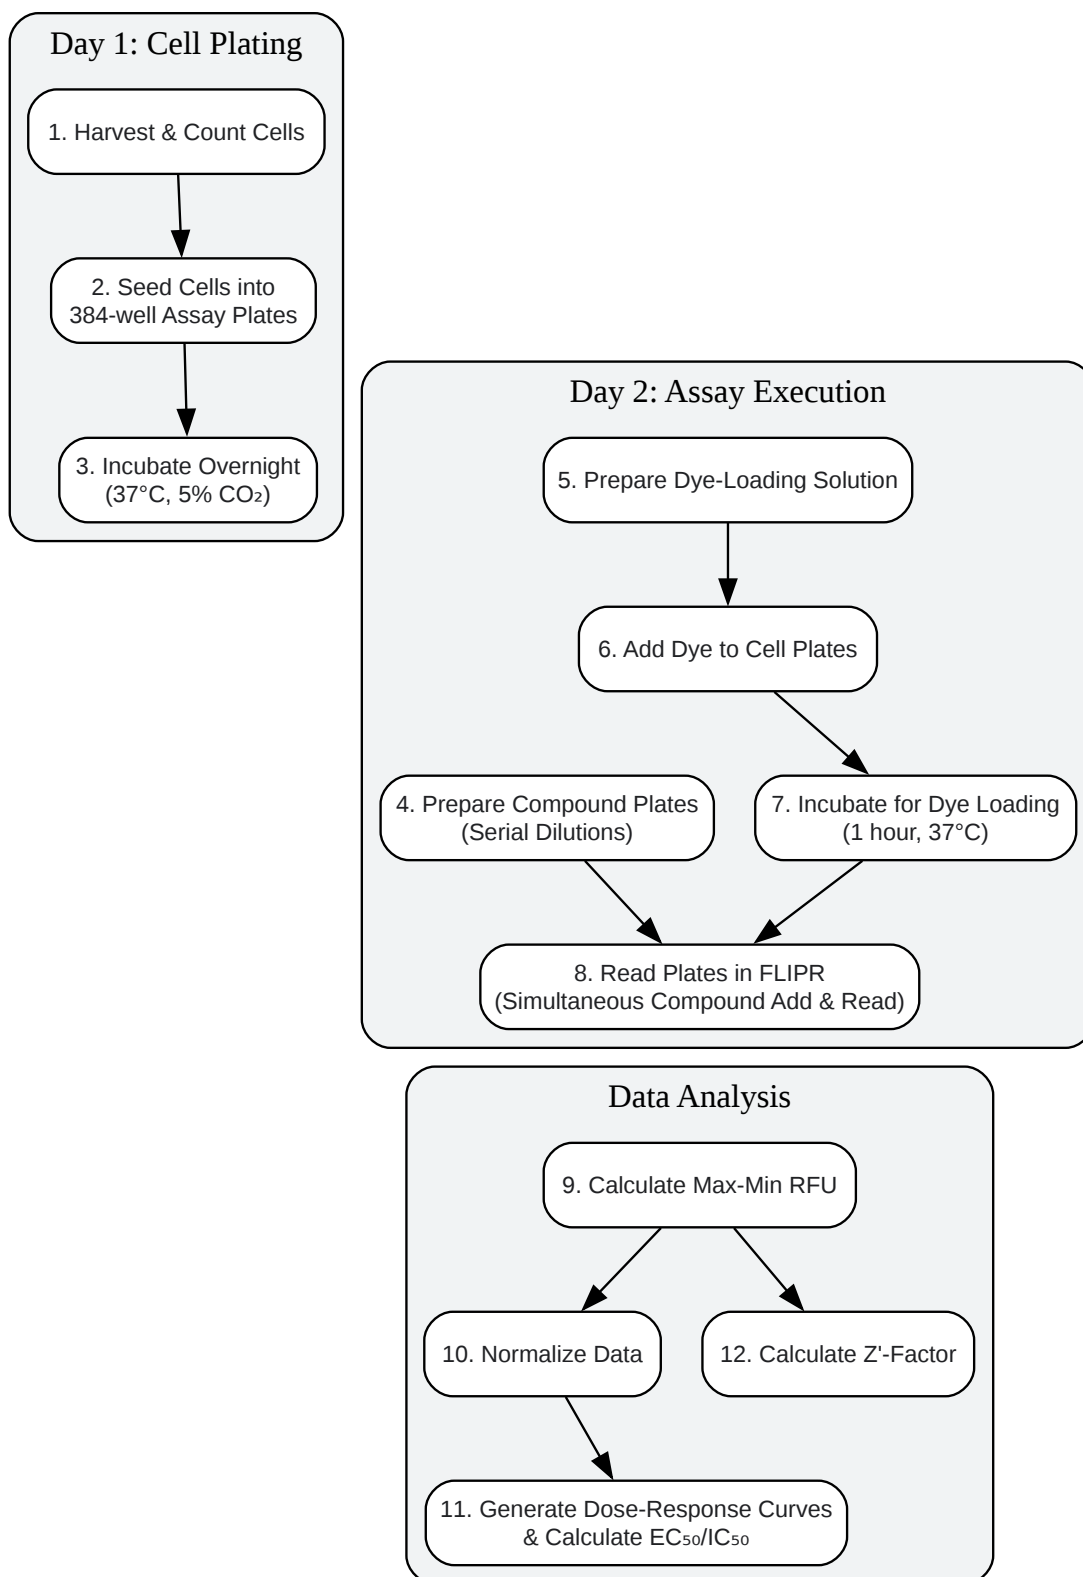 Day 1: Cell Plating
1. Harvest & Count Cells
2. Seed Cells into
384-well Assay Plates
3. Incubate Overnight
(37°C, 5% CO₂)
Day 2: Assay Execution
5. Prepare Dye-Loading Solution
6. Add Dye to Cell Plates
4. Prepare Compound Plates
(Serial Dilutions)
7. Incubate for Dye Loading
(1 hour, 37°C)
8. Read Plates in FLIPR
(Simultaneous Compound Add & Read)
Data Analysis
9. Calculate Max-Min RFU
10. Normalize Data
12. Calculate Z'-Factor
11. Generate Dose-Response Curves
& Calculate EC₅₀/IC₅₀